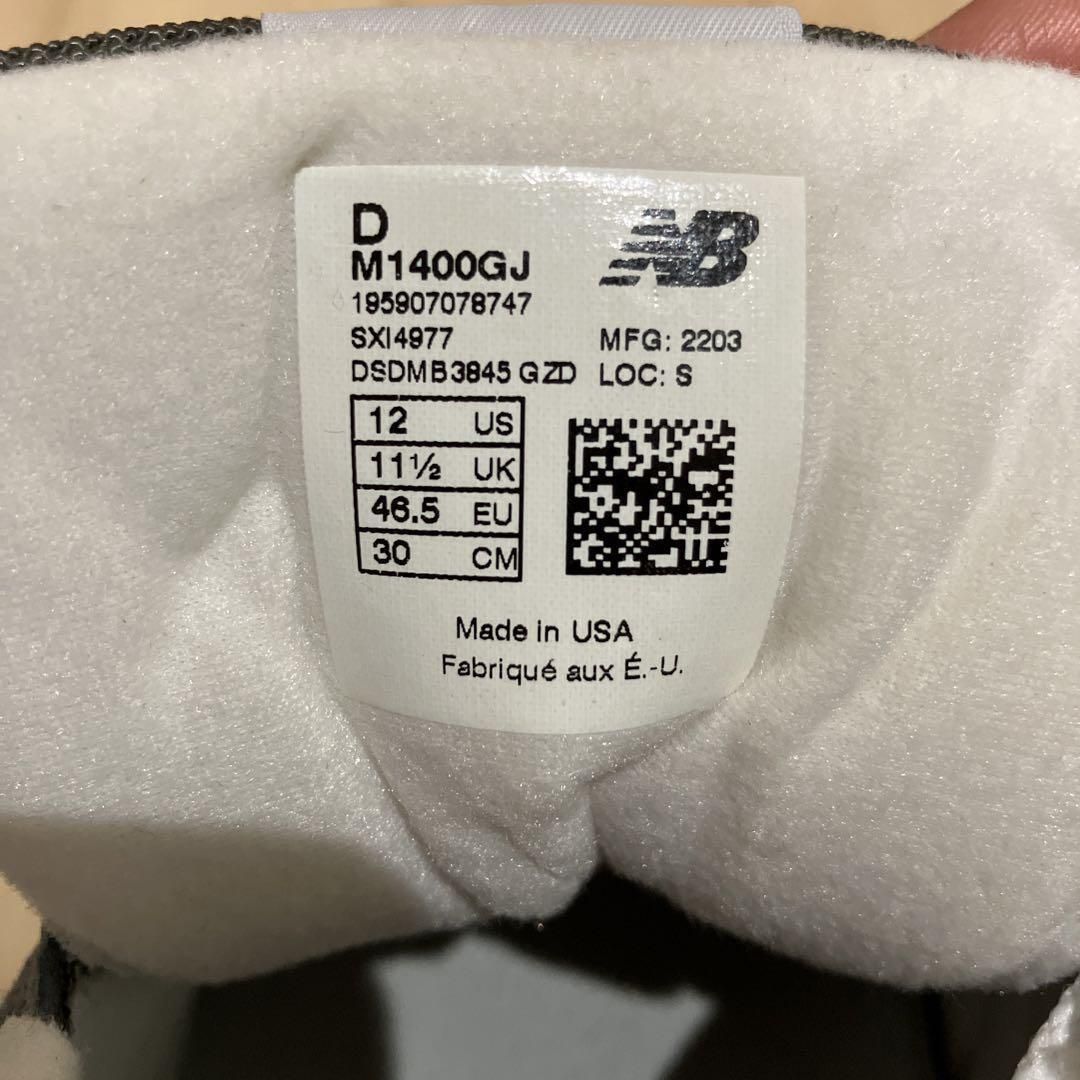 D
NB
M1400GJ
195907078747
SXI4977
MFG: 2203
DSDMB3845 GZD
LOC: S
12 US
11½ UK
46.5 EU
30 CM
Made in USA
Fabriqué aux É.-U.